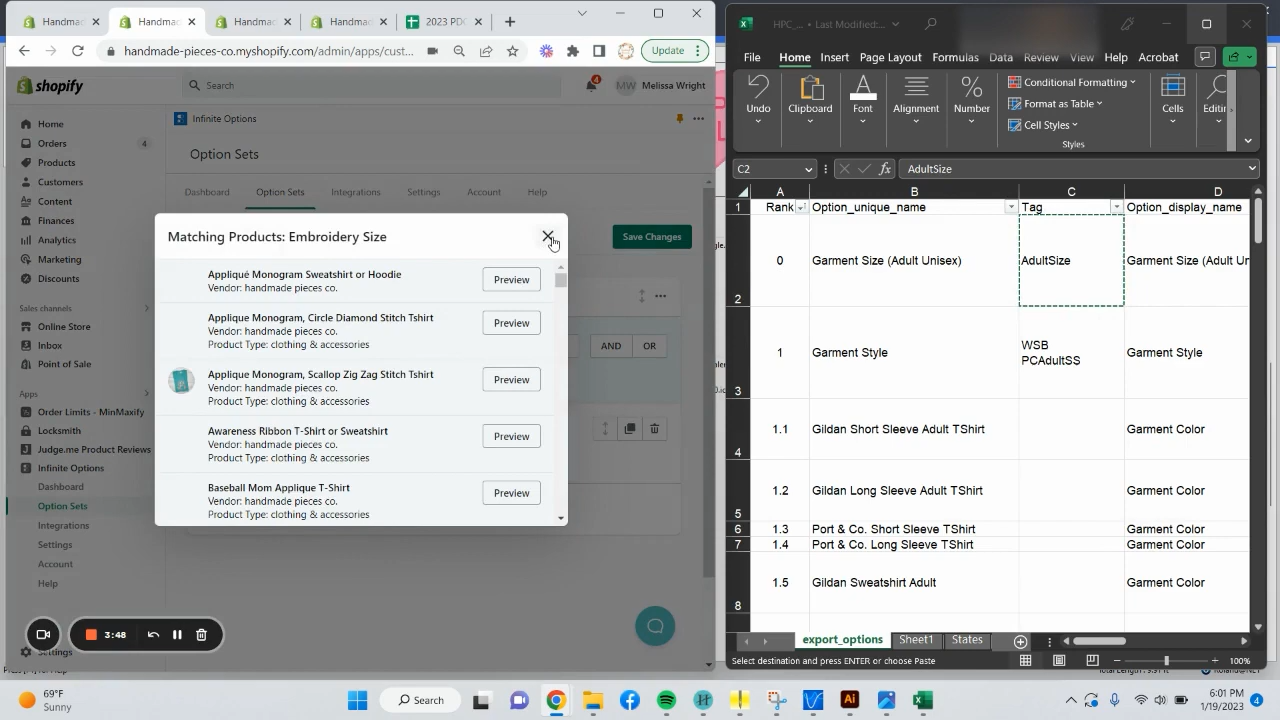 Handmad
Handmad
Handmad
Handmad
2023 PDC
handmade-pieces-co.myshopify.com/admin/apps/cust...
Update
shopify
Search
4
MW
Melissa Wright
Home
Orders
4
Products
Customers
Content
Finances
Analytics
Marketing
Discounts
Sales channels
Online Store
Inbox
Point of Sale
Apps
Order Limits - MinMaxify
Locksmith
Judge.me Product Reviews
Infinite Options
Dashboard
Option Sets
Integrations
Settings
Account
Help
Settings
Infinite Options
Option Sets
Dashboard
Option Sets
Integrations
Settings
Account
Help
Save Changes
AND
OR
Matching Products: Embroidery Size
Appliqué Monogram Sweatshirt or Hoodie
Vendor: handmade pieces co.
Preview
Applique Monogram, Circle Diamond Stitch Tshirt
Vendor: handmade pieces co.
Product Type: clothing & accessories
Preview
Applique Monogram, Scallop Zig Zag Stitch Tshirt
Vendor: handmade pieces co.
Product Type: clothing & accessories
Preview
Awareness Ribbon T-Shirt or Sweatshirt
Vendor: handmade pieces co.
Product Type: clothing & accessories
Preview
Baseball Mom Applique T-Shirt
Vendor: handmade pieces co.
Product Type: clothing & accessories
Preview
3:48
HPC_... • Last Modified:...
File
Home
Insert
Page Layout
Formulas
Data
Review
View
Help
Acrobat
Undo
Clipboard
Font
Alignment
Number
Conditional Formatting
Format as Table
Cell Styles
Styles
Cells
Editin
C2
fx
AdultSize
A
B
C
D
1
Rank
Option_unique_name
Tag
Option_display_name
2
0
Garment Size (Adult Unisex)
AdultSize
Garment Size (Adult Un
3
1
Garment Style
WSB
PCAdultSS
Garment Style
4
1.1
Gildan Short Sleeve Adult TShirt
Garment Color
5
1.2
Gildan Long Sleeve Adult TShirt
Garment Color
6
1.3
Port & Co. Short Sleeve TShirt
Garment Color
7
1.4
Port & Co. Long Sleeve TShirt
Garment Color
8
1.5
Gildan Sweatshirt Adult
Garment Color
export_options
Sheet1
States
Select destination and press ENTER or choose Paste
100%
69°F
Sunny
Search
Ai
6:01 PM
1/19/2023
4